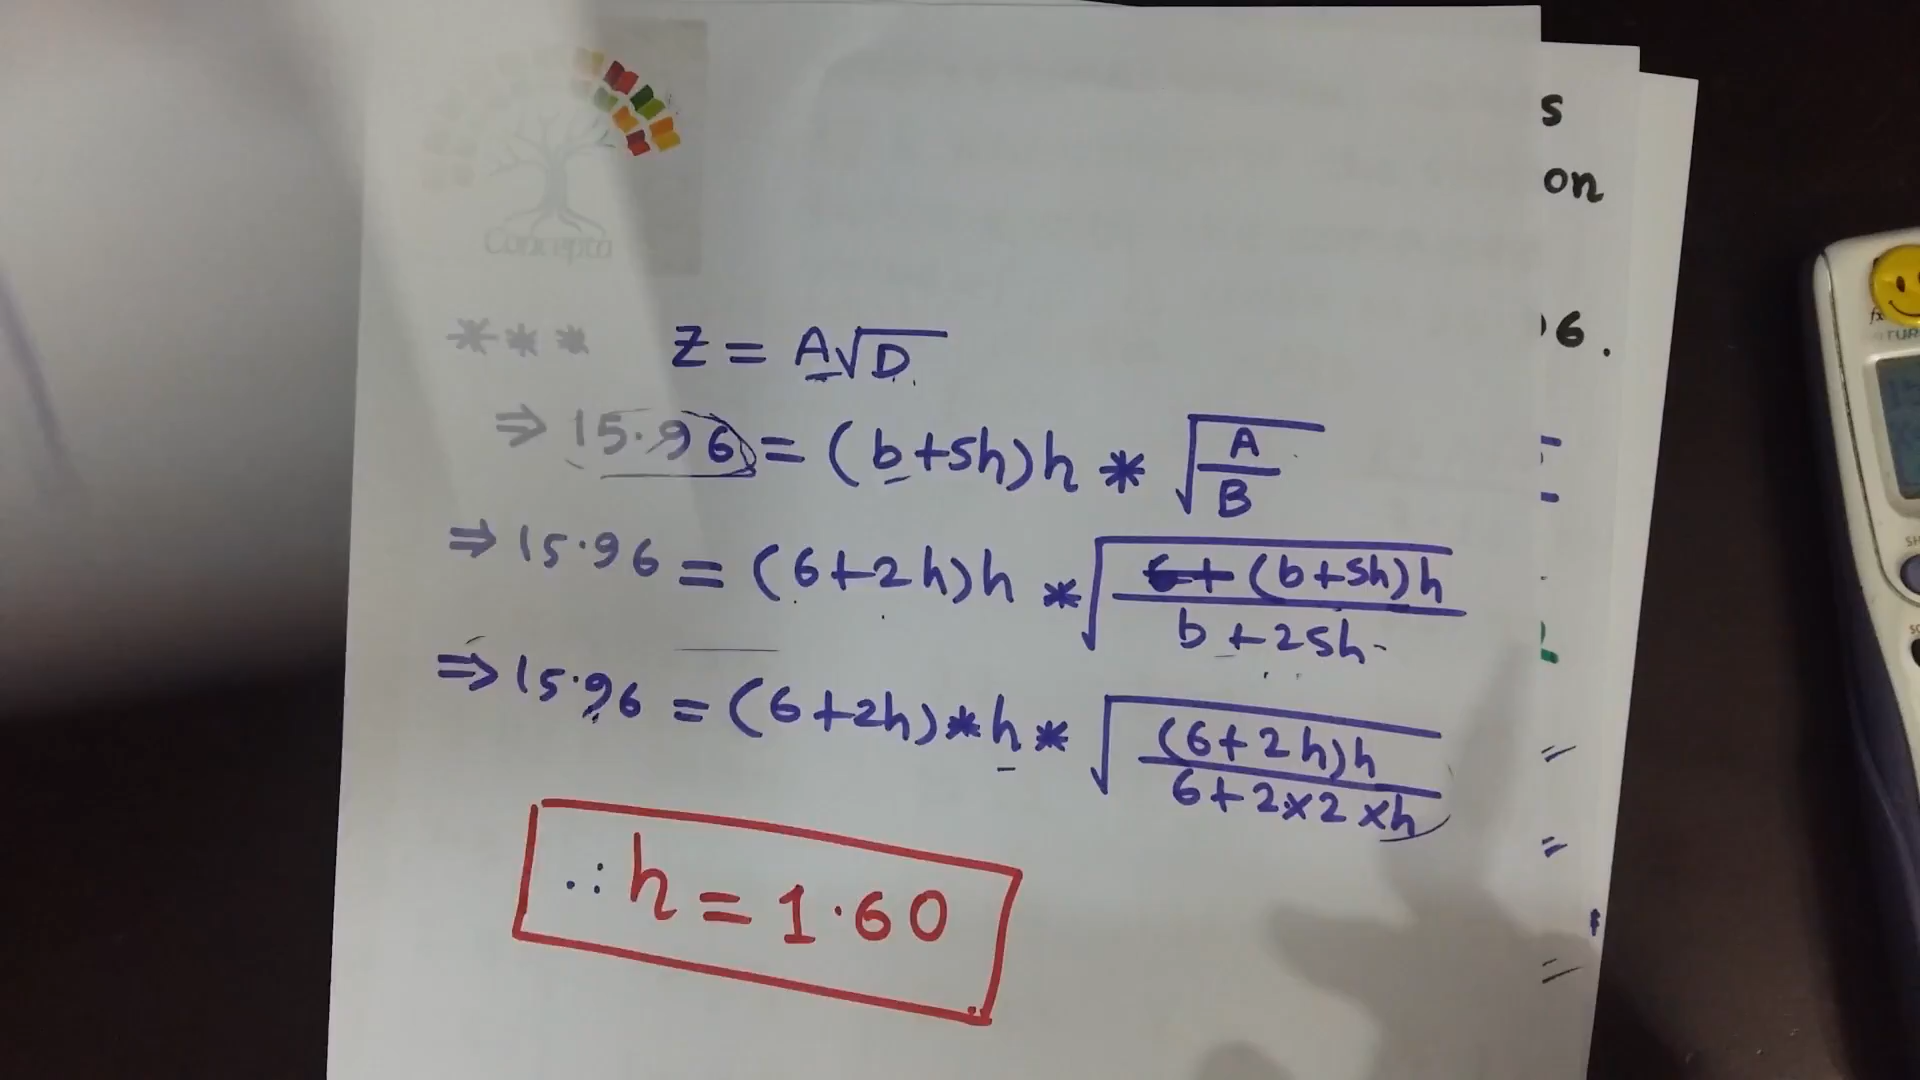 Concepta
s
on
*** Z = A√D
6.
⇒ 15.96 = (b+sh)h * √A/B
⇒ 15.96 = (6+2h)h * √(b+sh)h / b+2sh
⇒ 15.96 = (6+2h)*h* √(6+2h)h / 6+2×2×h
∴ h = 1.60